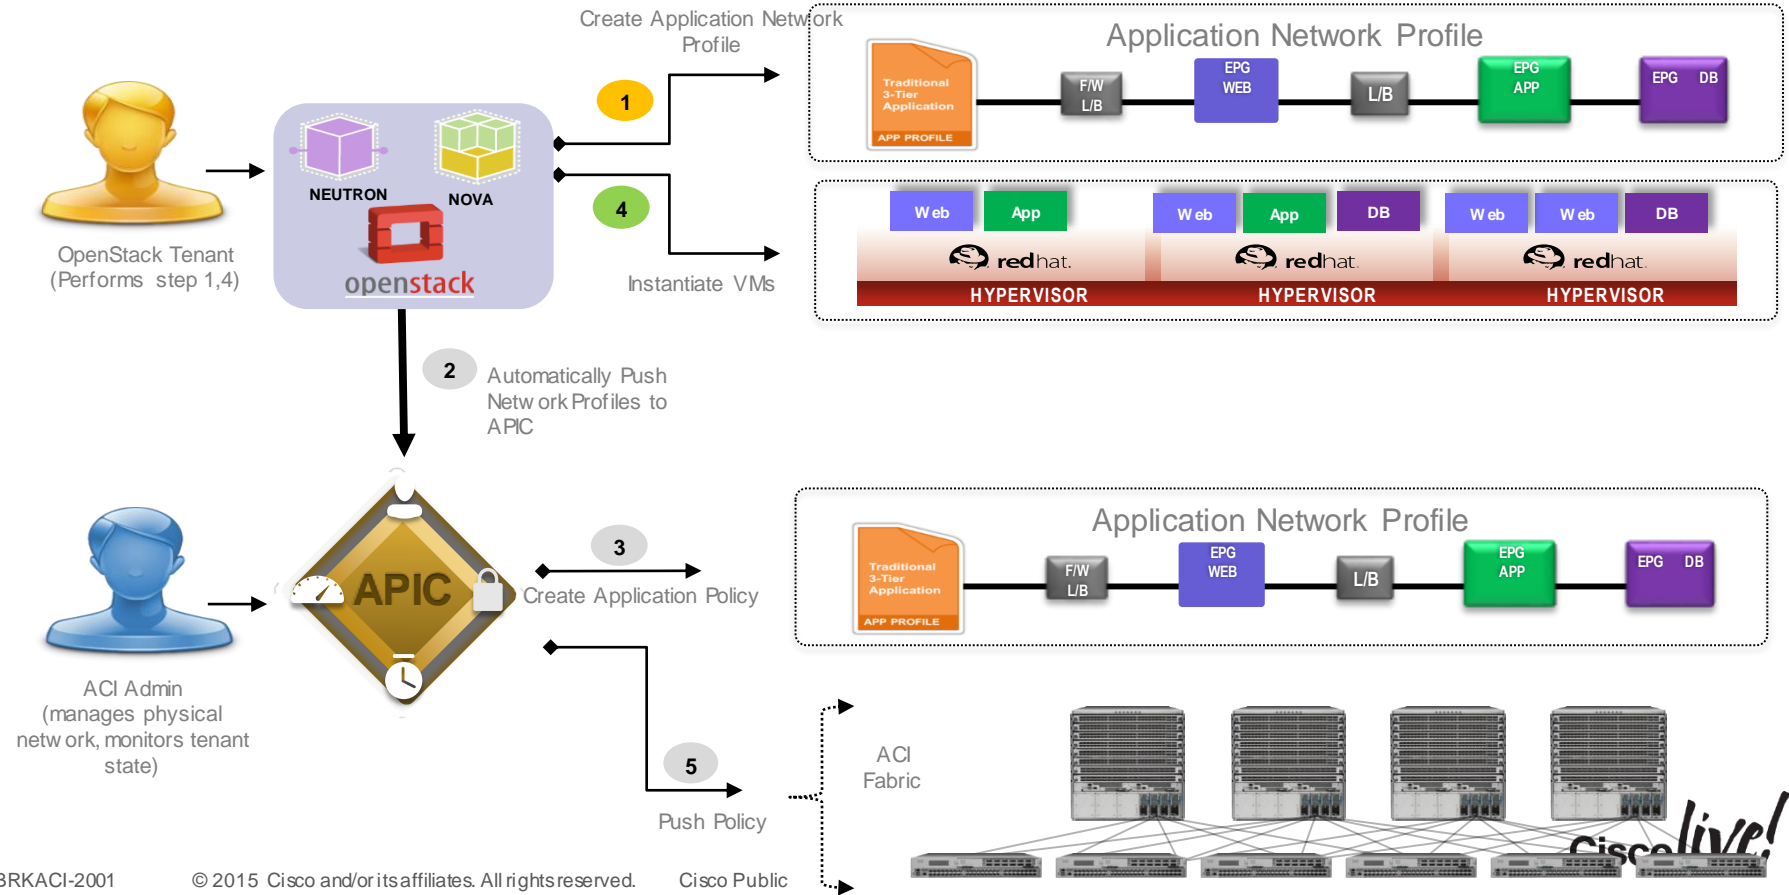 Create Application Network
Profile
Application Network Profile
Traditional
3-Tier
Application
APP PROFILE
F/W
L/B
EPG
WEB
L/B
EPG
APP
EPG DB
1
NEUTRON
NOVA
openstack
4
Instantiate VMs
OpenStack Tenant
(Performs step 1,4)
Web
App
Web
App
DB
Web
Web
DB
redhat.
redhat.
redhat.
HYPERVISOR
HYPERVISOR
HYPERVISOR
2
Automatically Push
Network Profiles to
APIC
APIC
3
Create Application Policy
Application Network Profile
Traditional
3-Tier
Application
APP PROFILE
F/W
L/B
EPG
WEB
L/B
EPG
APP
EPG DB
ACI Admin
(manages physical
network, monitors tenant
state)
5
Push Policy
ACI
Fabric
Cisco live!
BRKACI-2001
© 2015 Cisco and/or its affiliates. All rights reserved.
Cisco Public